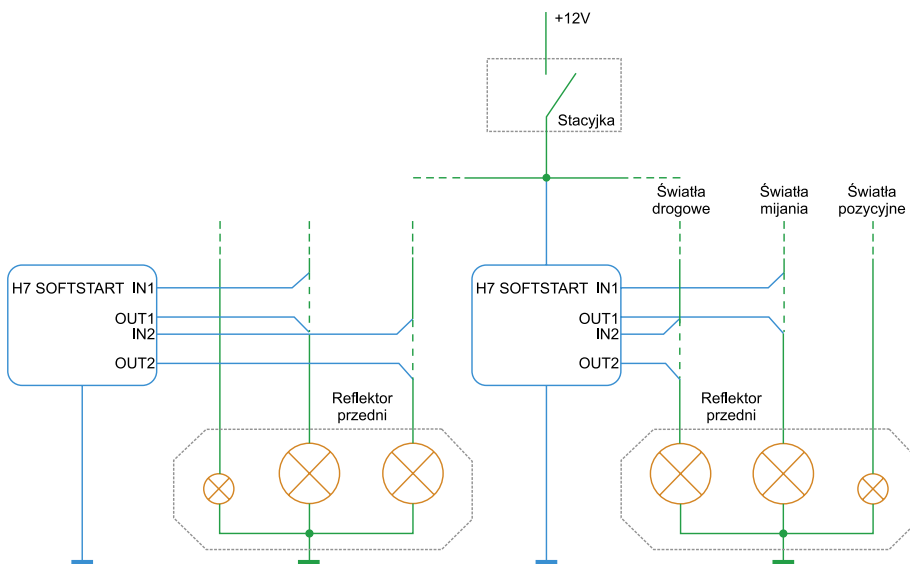 +12V
Stacyjka
Światła
drogowe
Światła
mijania
Światła
pozycyjne
H7 SOFTSTART IN1
OUT1
IN2
OUT2
H7 SOFTSTART IN1
OUT1
IN2
OUT2
Reflektor
przedni
Reflektor
przedni